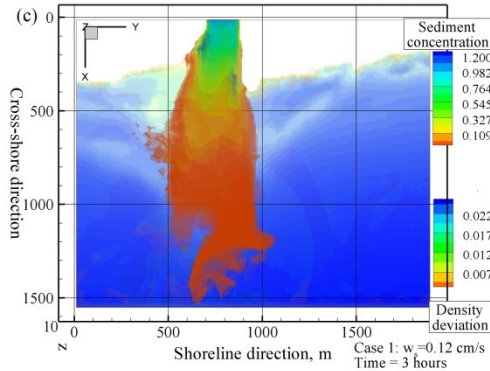 (c)
0
Z
Y
X
500
1000
1500
10
Z
Cross-shore direction
0
500
1000
1500
Shoreline direction, m
Sediment
concentration
1.200
0.982
0.764
0.545
0.327
0.109
0.022
0.017
0.012
0.007
Density
deviation
Case 1: wₛ=0.12 cm/s
Time = 3 hours